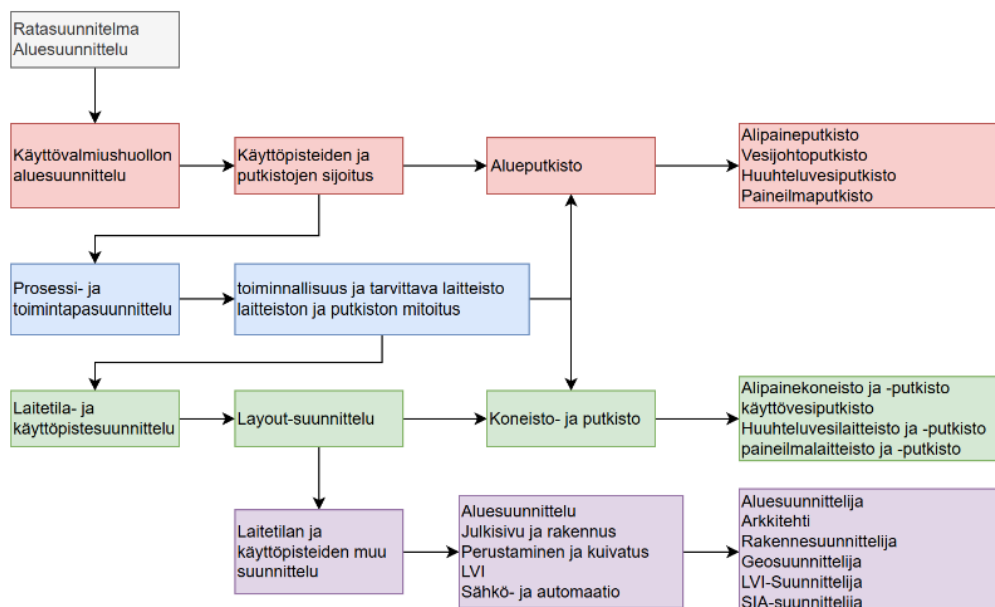 Ratasuunnitelma
Aluesuunnittelu
Käyttövalmiushuollon
aluesuunnittelu
Käyttöpisteiden ja
putkistojen sijoitus
Alueputkisto
Alipaineputkisto
Vesijohtoputkisto
Huuhteluvesiputkisto
Paineilmaputkisto
Prosessi- ja
toimintapasuunnittelu
toiminnallisuus ja tarvittava laitteisto
laitteiston ja putkiston mitoitus
Laitetila- ja
käyttöpistesuunnittelu
Layout-suunnittelu
Koneisto- ja putkisto
Alipainekoneisto ja -putkisto
käyttövesiputkisto
Huuhteluvesilaitteisto ja -putkisto
paineilmalaitteisto ja -putkisto
Laitetilan ja
käyttöpisteiden muu
suunnittelu
Aluesuunnittelu
Julkisivu ja rakennus
Perustaminen ja kuivatus
LVI
Sähkö- ja automaatio
Aluesuunnittelija
Arkkitehti
Rakennesuunnittelija
Geosuunnittelija
LVI-Suunnittelija
SIA-suunnittelija